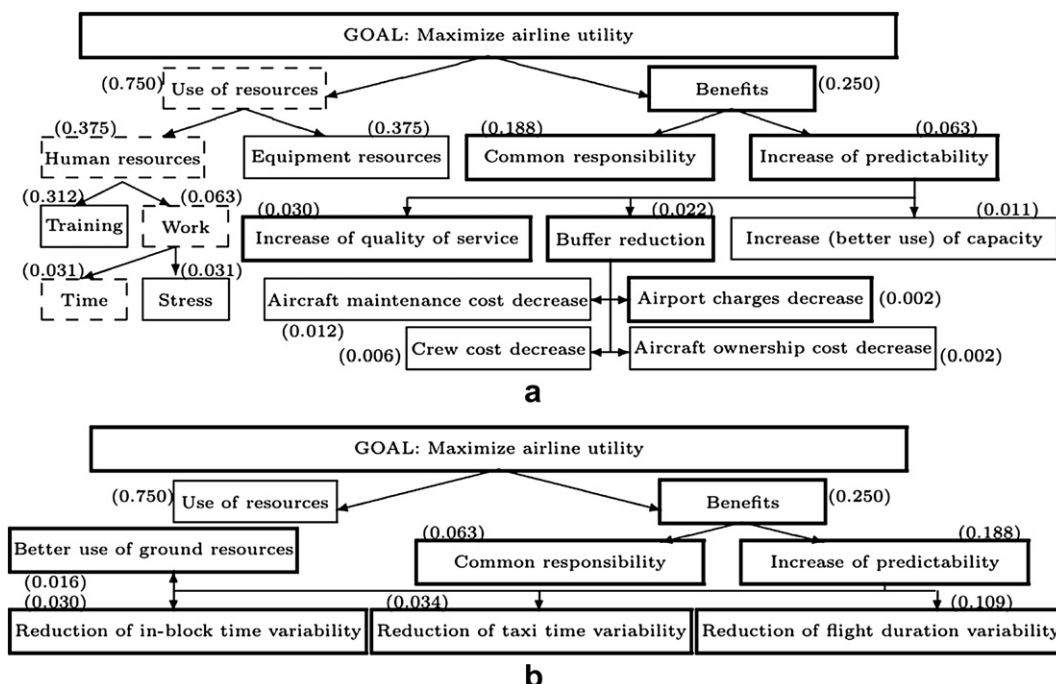 GOAL: Maximize airline utility
(0.750)
Use of resources
Benefits
(0.250)
(0.375)
(0.375)
(0.188)
(0.063)
Human resources
Equipment resources
Common responsibility
Increase of predictability
(0.312)
(0.063)
Training
Work
(0.030)
(0.022)
(0.011)
Increase of quality of service
Buffer reduction
Increase (better use) of capacity
(0.031)
(0.031)
Time
Stress
Aircraft maintenance cost decrease
Airport charges decrease
(0.002)
(0.012)
(0.006)
Crew cost decrease
Aircraft ownership cost decrease
(0.002)
a
GOAL: Maximize airline utility
(0.750)
Use of resources
Benefits
(0.250)
Better use of ground resources
(0.063)
(0.188)
Common responsibility
Increase of predictability
(0.016)
(0.030)
(0.034)
(0.109)
Reduction of in-block time variability
Reduction of taxi time variability
Reduction of flight duration variability
b